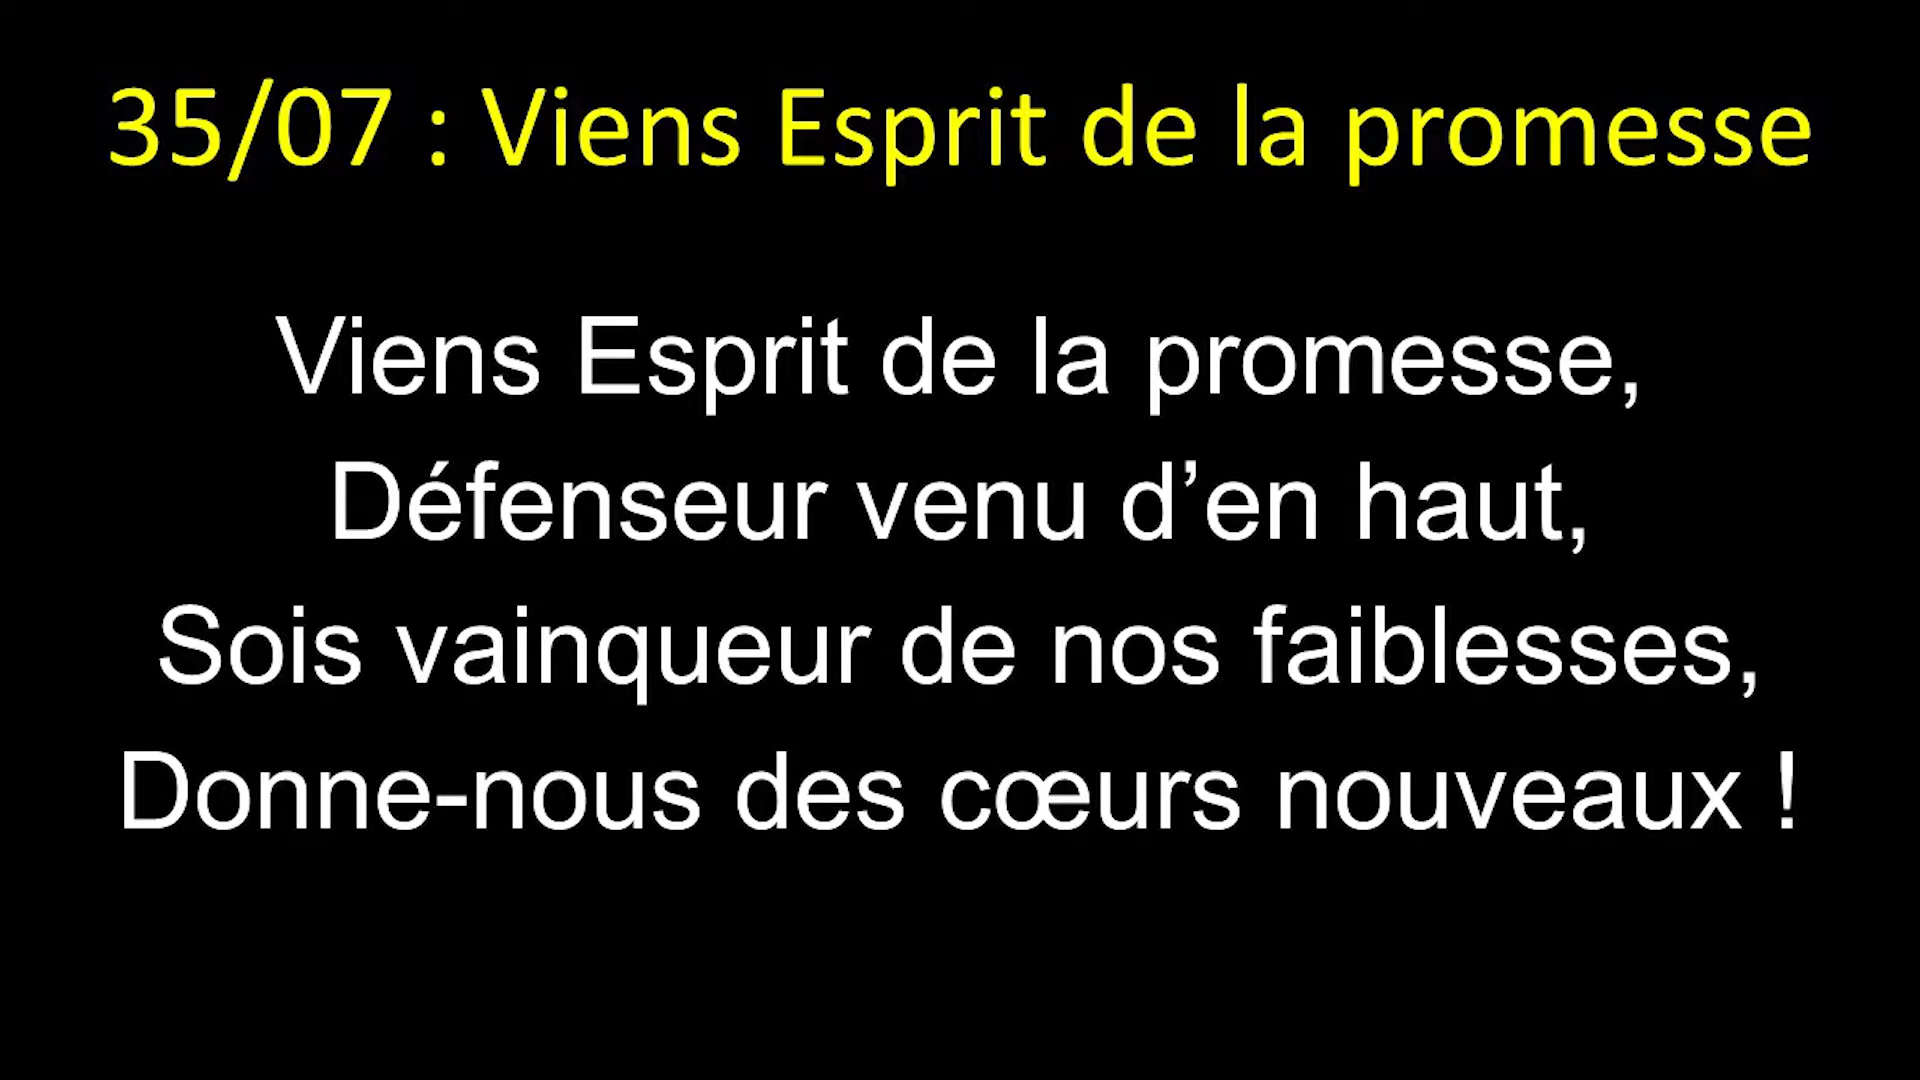 35/07 : Viens Esprit de la promesse
Viens Esprit de la promesse,
Défenseur venu d’en haut,
Sois vainqueur de nos faiblesses,
Donne-nous des cœurs nouveaux !